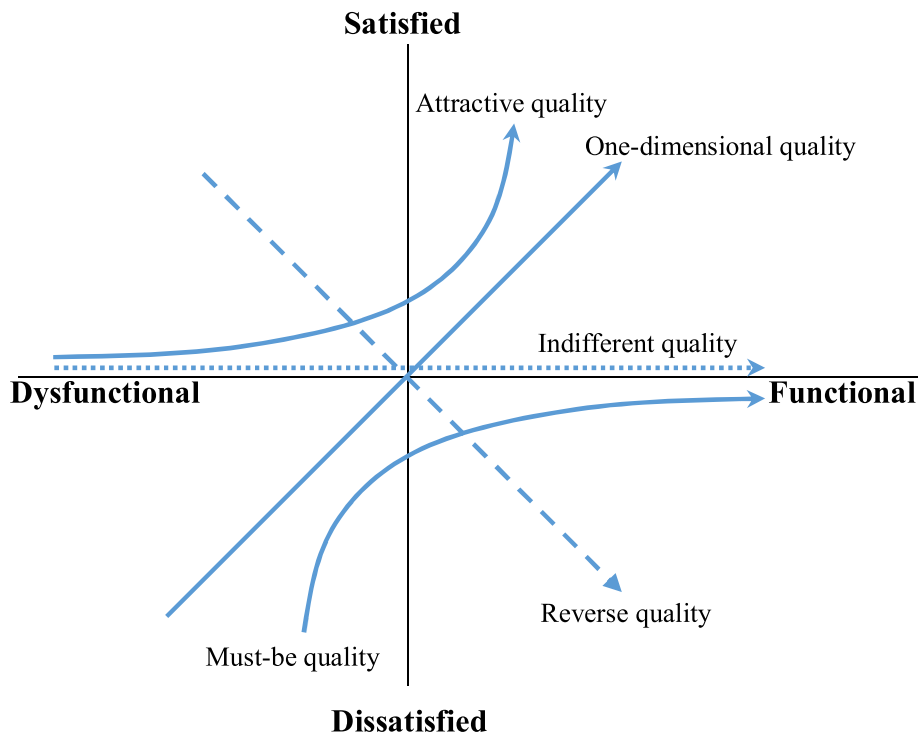 Satisfied
Attractive quality
One-dimensional quality
Indifferent quality
Dysfunctional
Functional
Reverse quality
Must-be quality
Dissatisfied